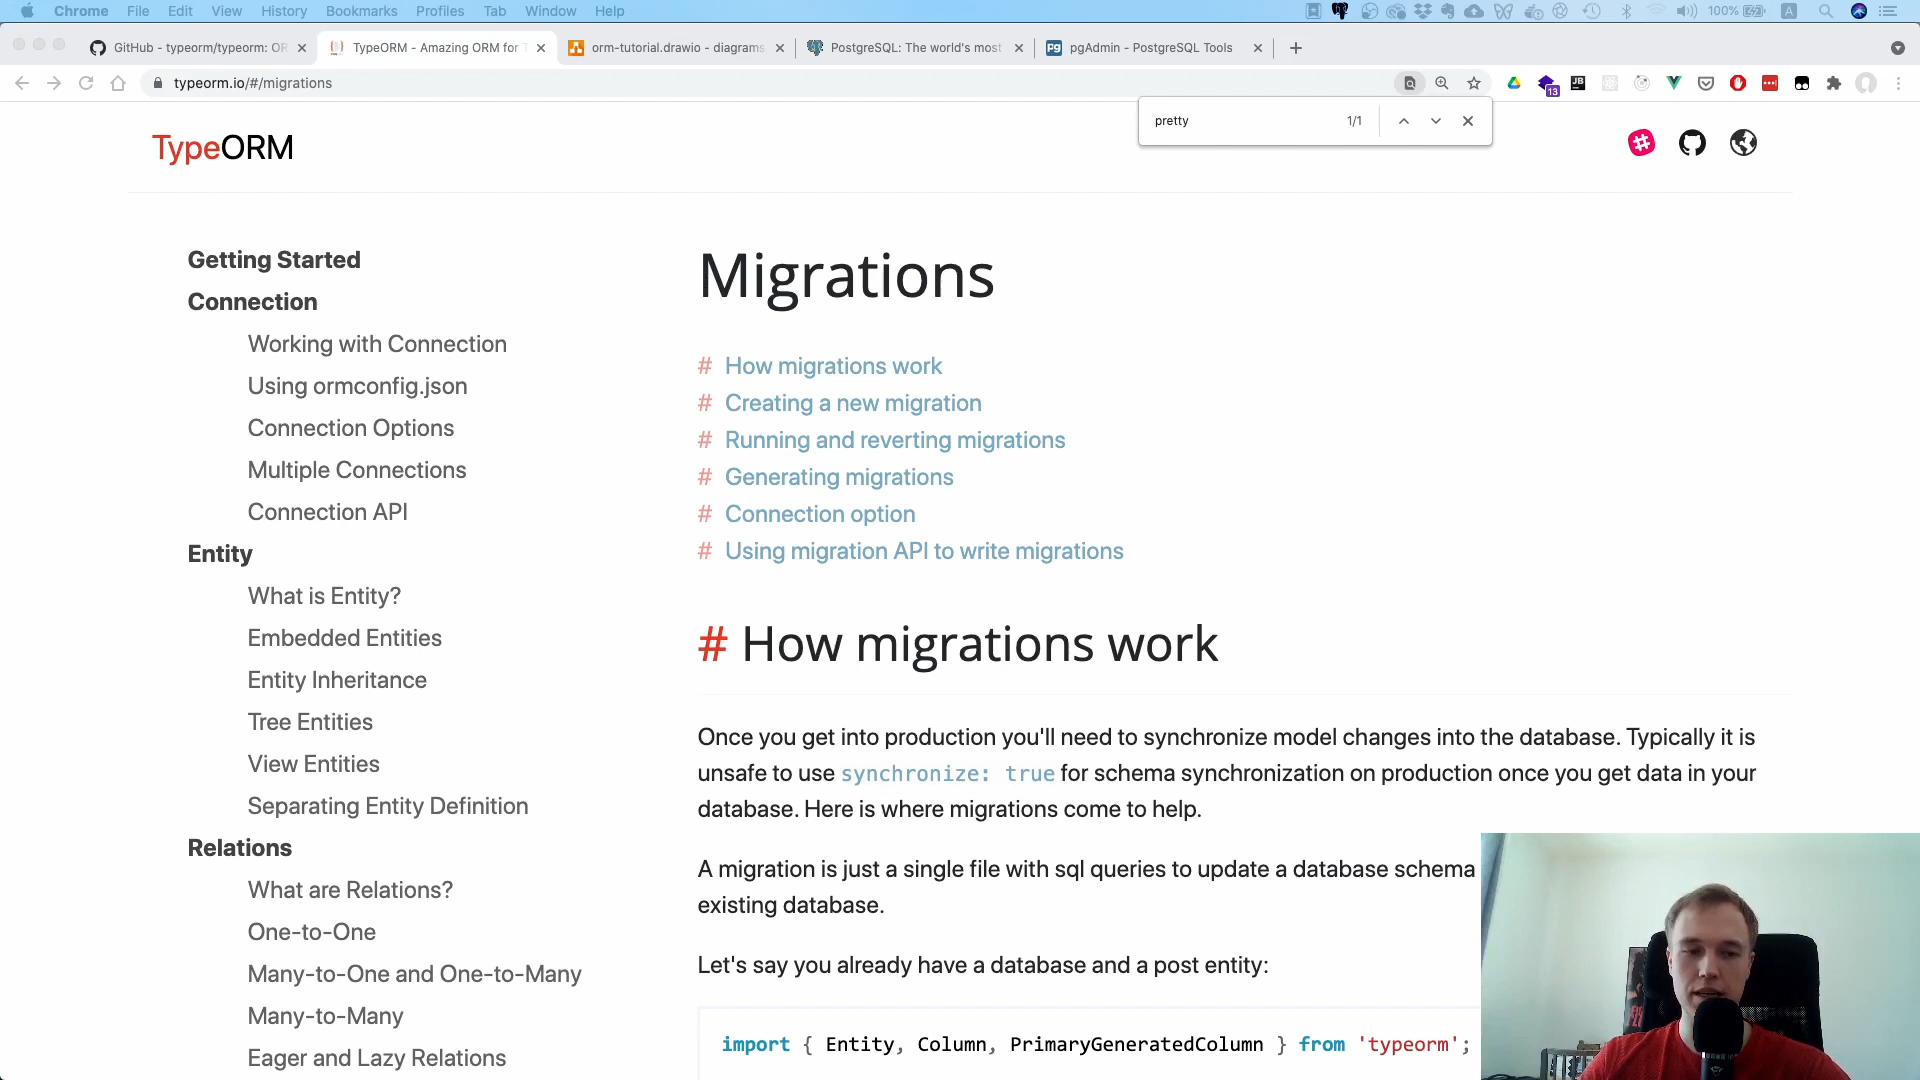 Chrome File Edit View History Bookmarks Profiles Tab Window Help 100% A
GitHub - typeorm/typeorm: OR
TypeORM - Amazing ORM for T
orm-tutorial.drawio - diagrams
PostgreSQL: The world's most
pgAdmin - PostgreSQL Tools
typeorm.io/#/migrations
13
JB
pretty 1/1
TypeORM
Getting Started
Connection
Working with Connection
Using ormconfig.json
Connection Options
Multiple Connections
Connection API
Entity
What is Entity?
Embedded Entities
Entity Inheritance
Tree Entities
View Entities
Separating Entity Definition
Relations
What are Relations?
One-to-One
Many-to-One and One-to-Many
Many-to-Many
Eager and Lazy Relations
Migrations
# How migrations work
# Creating a new migration
# Running and reverting migrations
# Generating migrations
# Connection option
# Using migration API to write migrations
# How migrations work
Once you get into production you'll need to synchronize model changes into the database. Typically it is
unsafe to use synchronize: true for schema synchronization on production once you get data in your
database. Here is where migrations come to help.
A migration is just a single file with sql queries to update a database schema
existing database.
Let's say you already have a database and a post entity:
import { Entity, Column, PrimaryGeneratedColumn } from 'typeorm';